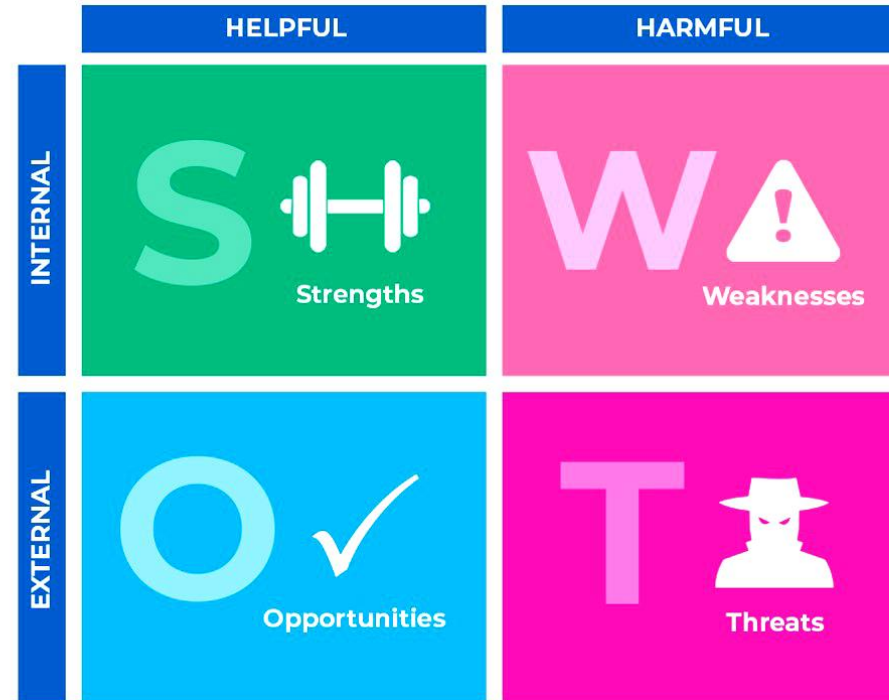 HELPFUL
HARMFUL
INTERNAL
S
Strengths
W
!
Weaknesses
EXTERNAL
O
Opportunities
T
Threats